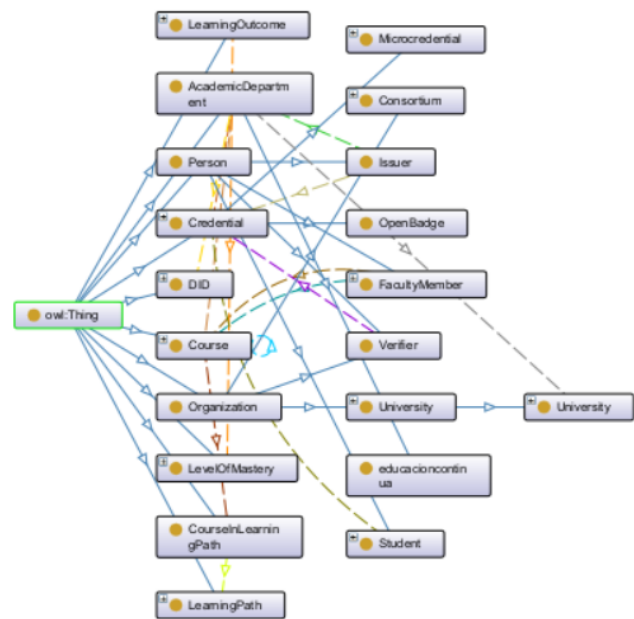 LearningOutcome
Microcredential
AcademicDepartm
ent
Consortium
Person
Issuer
Credential
OpenBadge
DID
FacultyMember
owl:Thing
Course
Verifier
Organization
University
University
LevelOfMastery
educacioncontin
ua
CourseInLearnin
gPath
Student
LearningPath